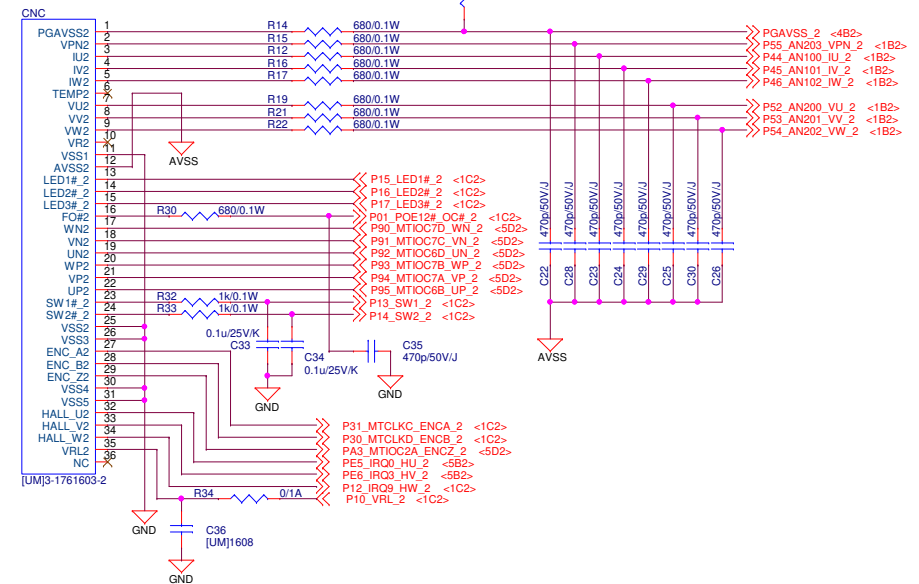 CNC
PGAVSS2 1 R14 680/0.1W PGAVSS_2 <4B2>
VPN2 2 R15 680/0.1W P55_AN203_VPN_2 <1B2>
IU2 3 R12 680/0.1W P44_AN100_IU_2 <1B2>
IV2 4 R16 680/0.1W P45_AN101_IV_2 <1B2>
IW2 5 R17 680/0.1W P46_AN102_IW_2 <1B2>
TEMP2 6
VU2 7 R19 680/0.1W P52_AN200_VU_2 <1B2>
VV2 8 R21 680/0.1W P53_AN201_VV_2 <1B2>
VW2 9 R22 680/0.1W P54_AN202_VW_2 <1B2>
VR2 10
VSS1 11
AVSS2 12
AVSS
LED1#_2 13 P15_LED1#_2 <1C2>
LED2#_2 14 P16_LED2#_2 <1C2>
LED3#_2 15 P17_LED3#_2 <1C2>
FO#2 16 R30 680/0.1W P01_POE12#_OC#_2 <1C2>
WN2 17 P90_MTIOC7D_WN_2 <5D2>
VN2 18 P91_MTIOC7C_VN_2 <5D2>
UN2 19 P92_MTIOC6D_UN_2 <5D2>
WP2 20 P93_MTIOC7B_WP_2 <5D2>
VP2 21 P94_MTIOC7A_VP_2 <5D2>
UP2 22 P95_MTIOC6B_UP_2 <5D2>
SW1#_2 23 R32 1k/0.1W P13_SW1_2 <1C2>
SW2#_2 24 R33 1k/0.1W P14_SW2_2 <1C2>
VSS2 25
VSS3 26
ENC_A2 27
ENC_B2 28
ENC_Z2 29
VSS4 30
VSS5 31
HALL_U2 32
HALL_V2 33
HALL_W2 34
VRL2 35
NC 36
[UM]3-1761603-2
470p/50V/J 470p/50V/J 470p/50V/J 470p/50V/J 470p/50V/J 470p/50V/J 470p/50V/J 470p/50V/J
C22 C28 C23 C24 C29 C25 C30 C26
AVSS
0.1u/25V/K
C33
C34
0.1u/25V/K
GND
C35
470p/50V/J
GND
P31_MTCLKC_ENCA_2 <1C2>
P30_MTCLKD_ENCB_2 <1C2>
PA3_MTIOC2A_ENCZ_2 <5D2>
PE5_IRQ0_HU_2 <5B2>
PE6_IRQ3_HV_2 <5B2>
P12_IRQ9_HW_2 <1C2>
R34 0/1A P10_VRL_2 <1C2>
GND
C36
[UM]1608
GND